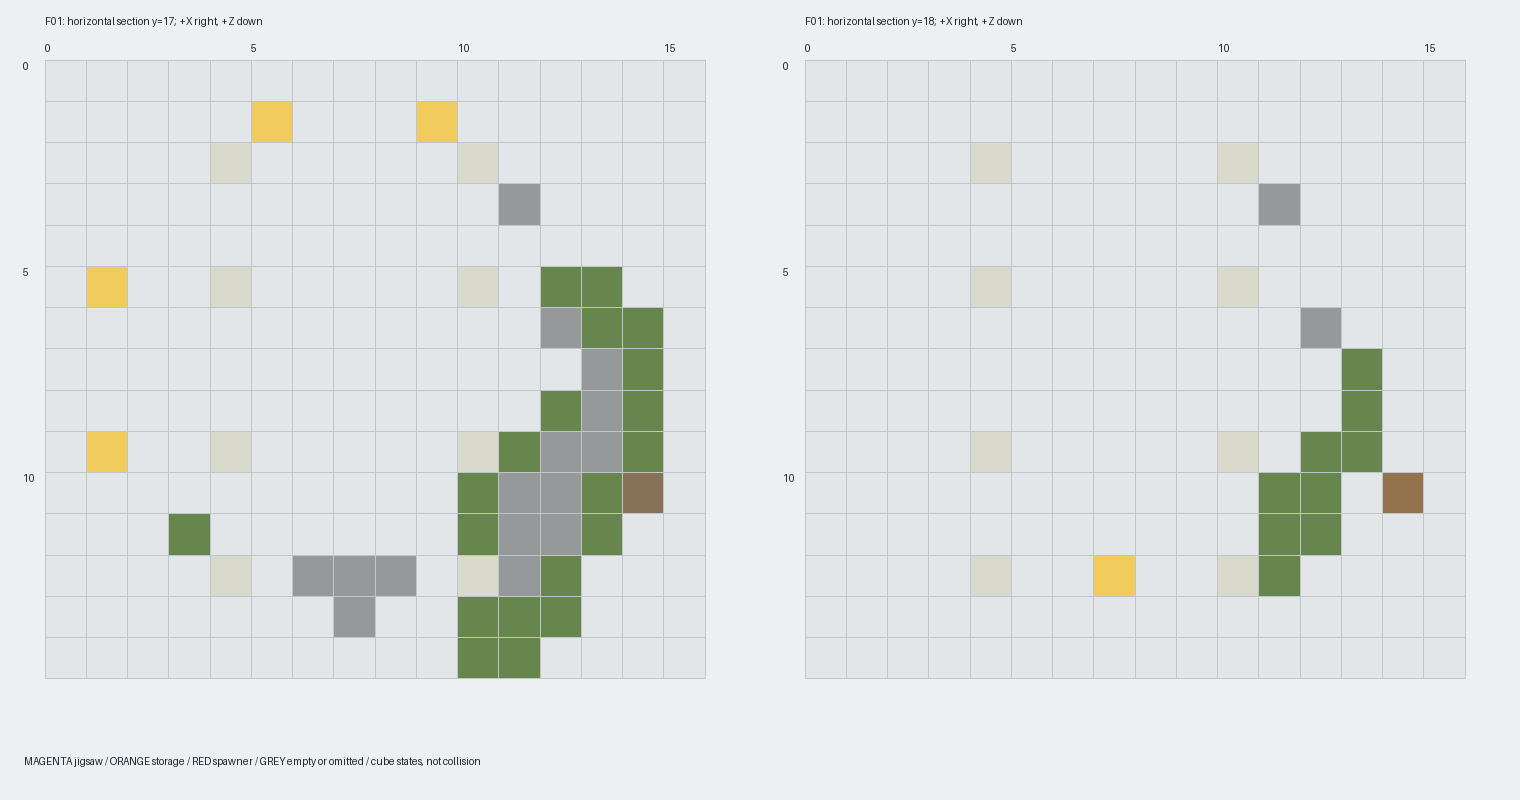 F01: horizontal section y=17; +X right, +Z down
F01: horizontal section y=18; +X right, +Z down
0 5 10 15
0 5 10 15
0
0
5
5
10
10
MAGENTA jigsaw / ORANGE storage / RED spawner / GREY empty or omitted / cube states, not collision